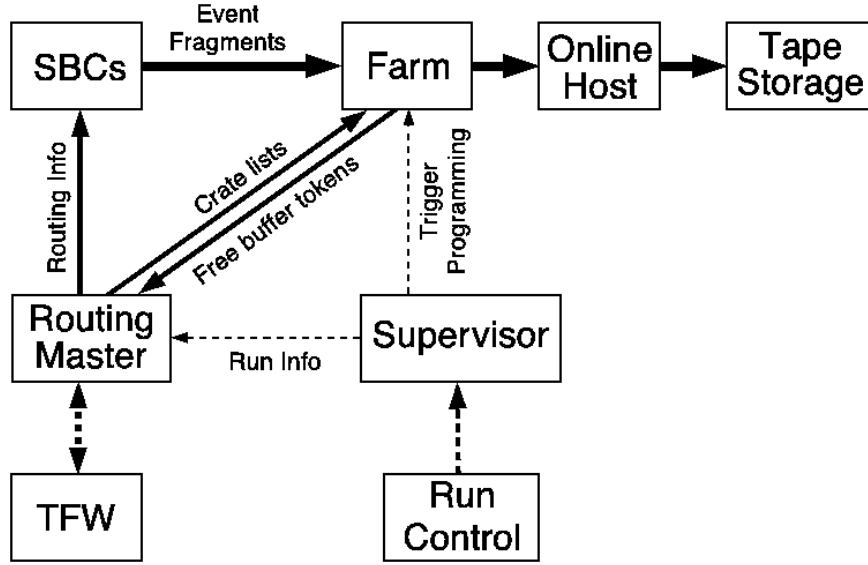 Event
Fragments
SBCs
Farm
Online
Host
Tape
Storage
Routing Info
Crate lists
Free buffer tokens
Trigger
Programming
Routing
Master
Run Info
Supervisor
TFW
Run
Control